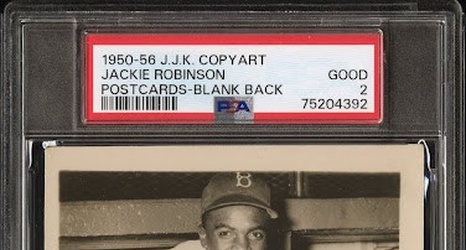 1950-56 J.J.K. COPYART
JACKIE ROBINSON GOOD
POSTCARDS-BLANK BACK 2
PSA 75204392
B